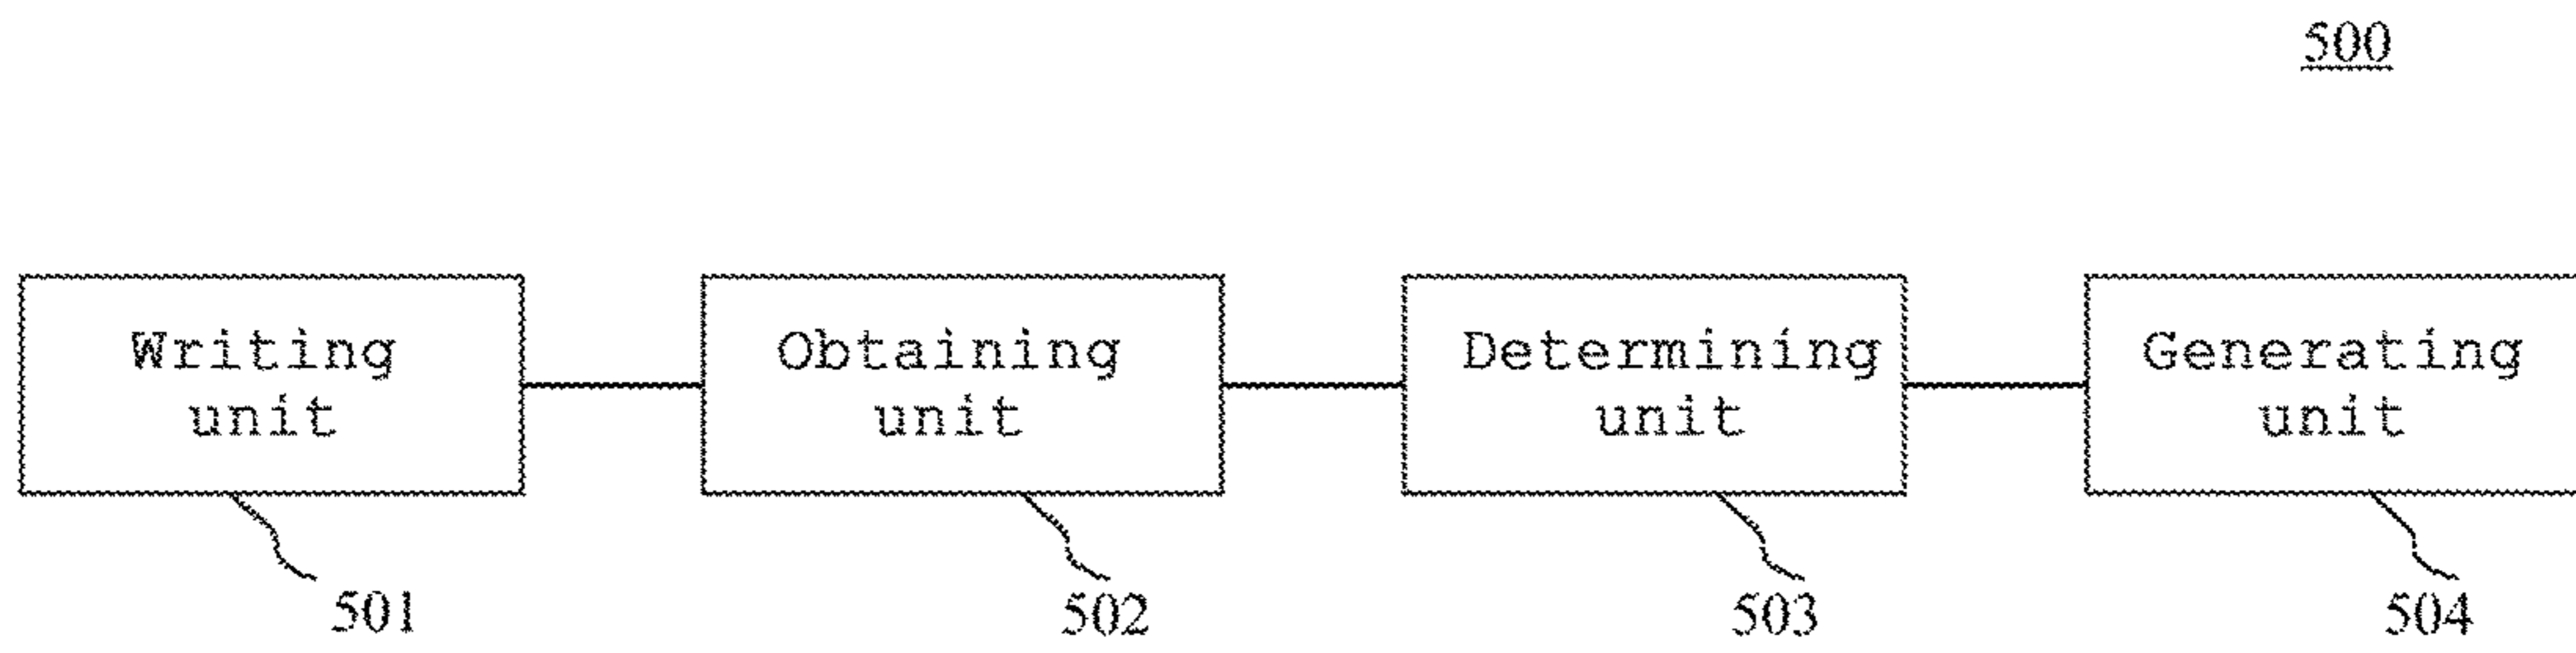 500
Writing
unit
Obtaining
unit
Determining
unit
Generating
unit
501
502
503
504